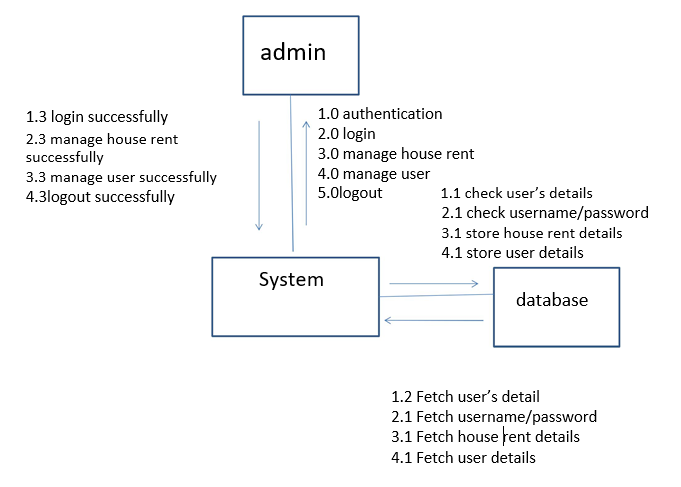 admin
1.3 login successfully
2.3 manage house rent
successfully
3.3 manage user successfully
4.3logout successfully
1.0 authentication
2.0 login
3.0 manage house rent
4.0 manage user
5.0logout
1.1 check user’s details
2.1 check username/password
3.1 store house rent details
4.1 store user details
System
database
1.2 Fetch user’s detail
2.1 Fetch username/password
3.1 Fetch house rent details
4.1 Fetch user details